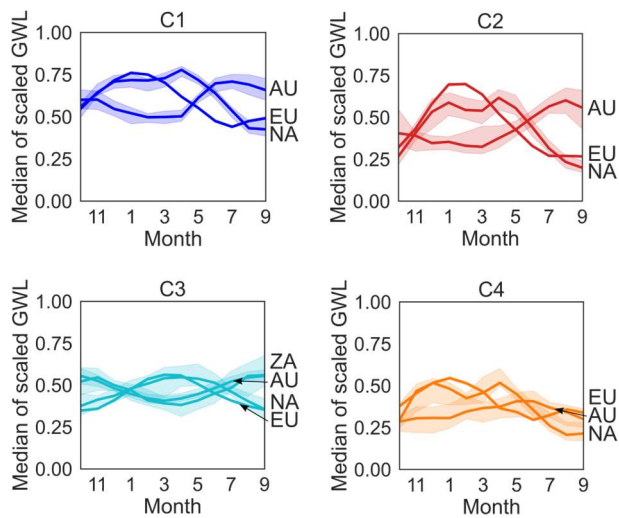 C1
Median of scaled GWL
1.00
0.75
0.50
0.25
0.00
11 1 3 5 7 9
Month
AU
EU
NA
C2
Median of scaled GWL
1.00
0.75
0.50
0.25
0.00
11 1 3 5 7 9
Month
AU
EU
NA
C3
Median of scaled GWL
1.00
0.75
0.50
0.25
0.00
11 1 3 5 7 9
Month
ZA
AU
NA
EU
C4
Median of scaled GWL
1.00
0.75
0.50
0.25
0.00
11 1 3 5 7 9
Month
EU
AU
NA